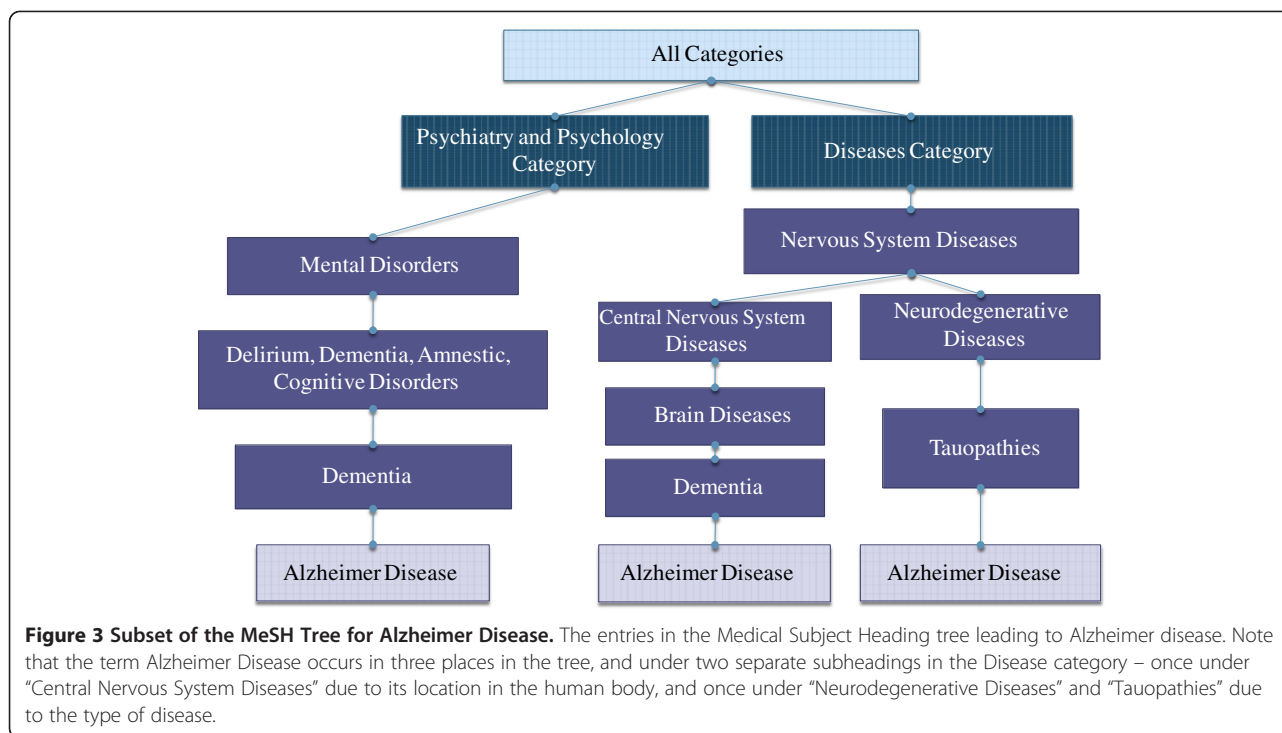 All Categories
Psychiatry and Psychology
Category
Diseases Category
Mental Disorders
Nervous System Diseases
Delirium, Dementia, Amnestic,
Cognitive Disorders
Central Nervous System
Diseases
Neurodegenerative
Diseases
Brain Diseases
Tauopathies
Dementia
Dementia
Alzheimer Disease
Alzheimer Disease
Alzheimer Disease
Figure 3 Subset of the MeSH Tree for Alzheimer Disease. The entries in the Medical Subject Heading tree leading to Alzheimer disease. Note
that the term Alzheimer Disease occurs in three places in the tree, and under two separate subheadings in the Disease category – once under
“Central Nervous System Diseases” due to its location in the human body, and once under “Neurodegenerative Diseases” and “Tauopathies” due
to the type of disease.